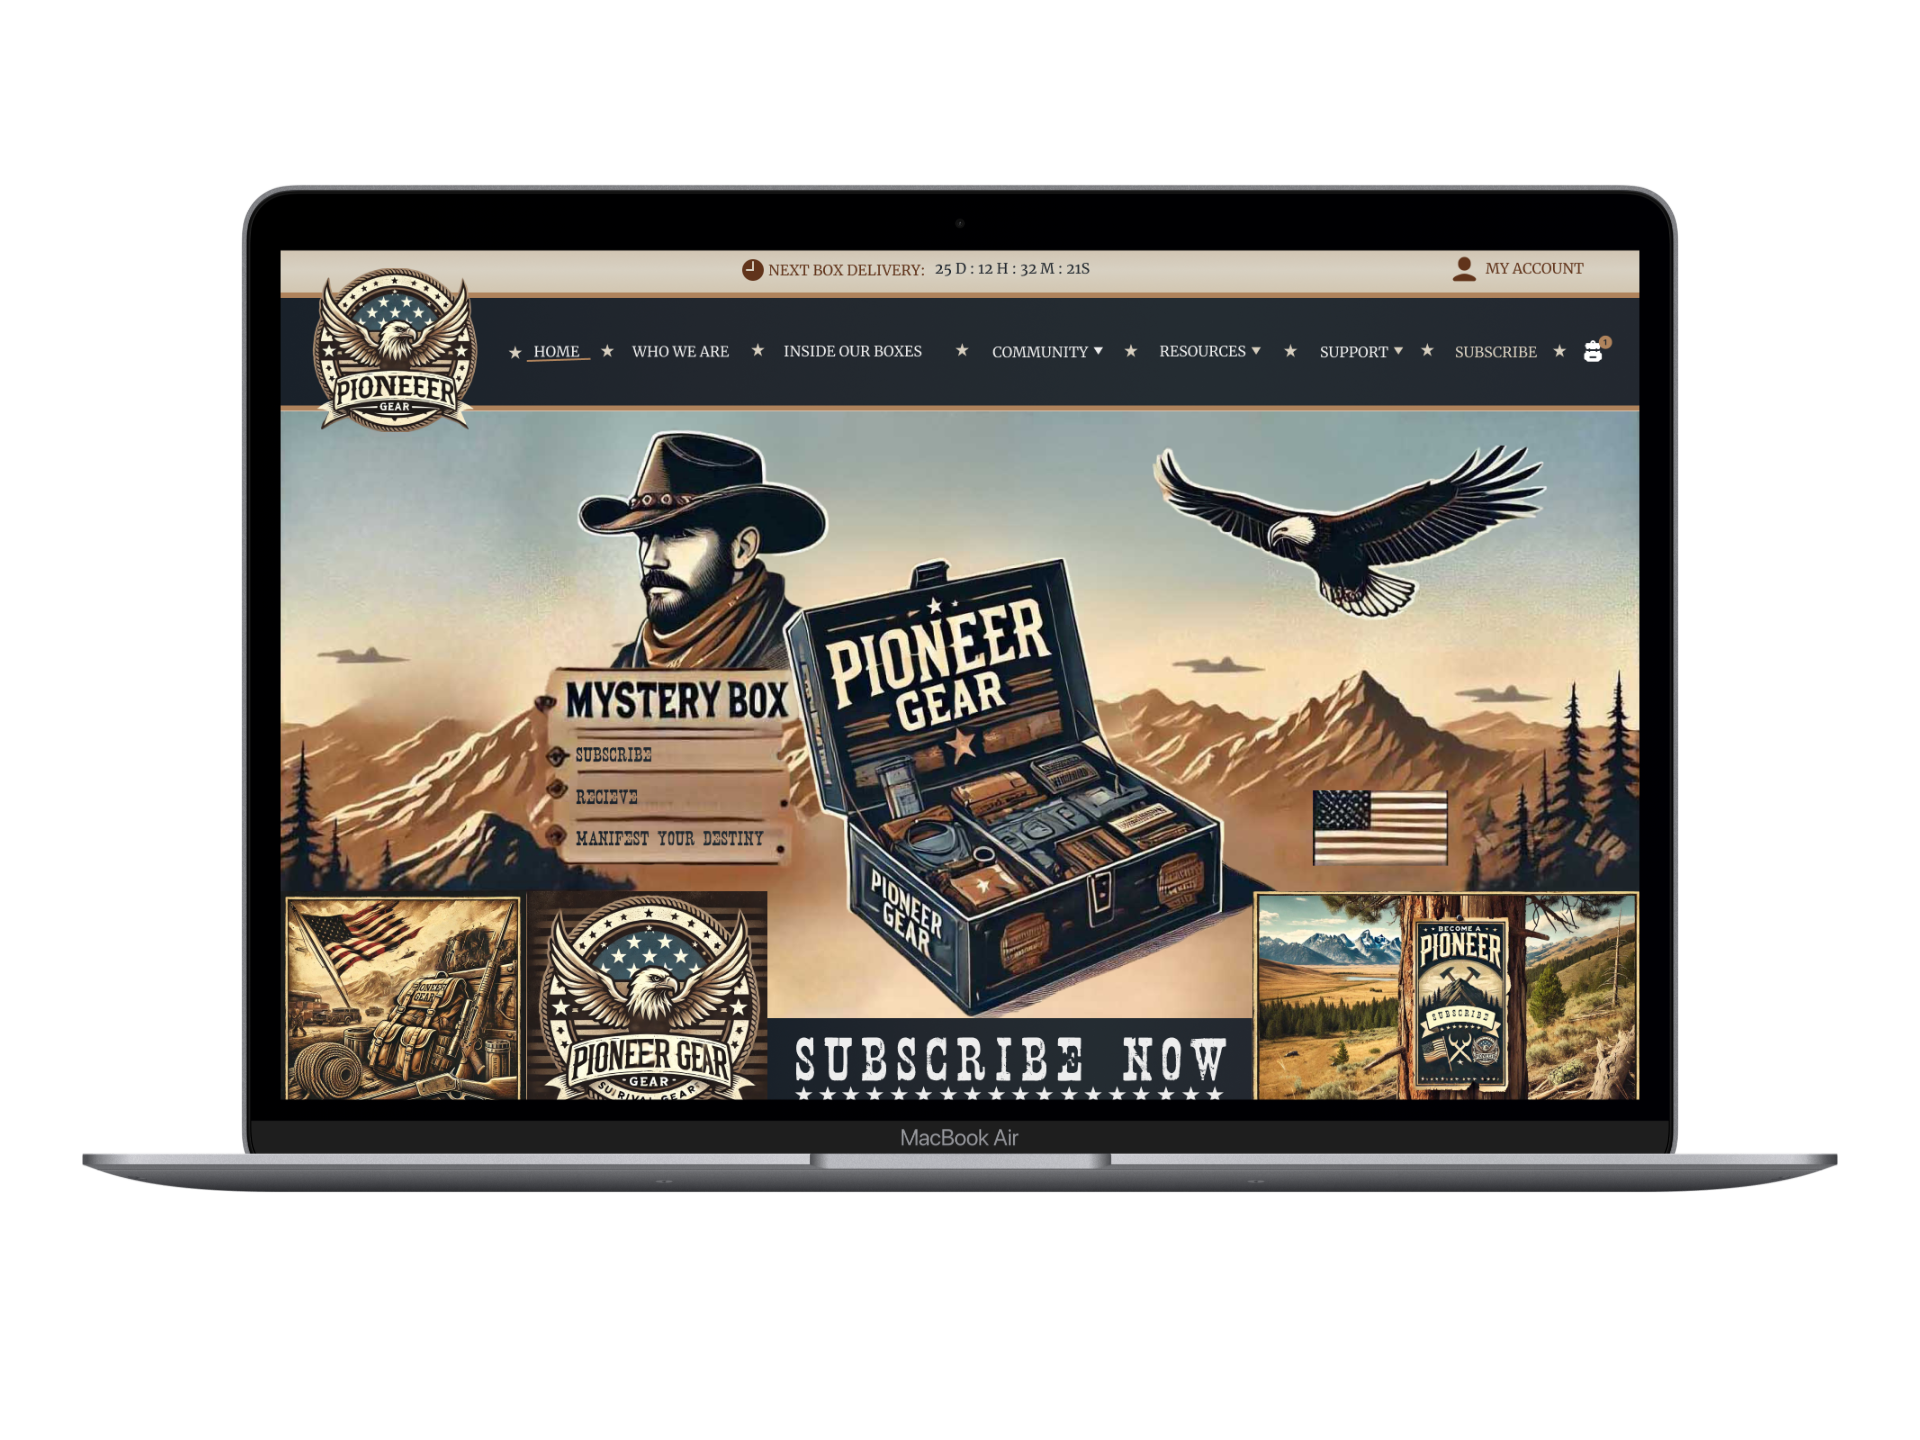 NEXT BOX DELIVERY: 25 D : 12 H : 32 M : 21S
MY ACCOUNT
PIONEEER
GEAR
HOME
WHO WE ARE
INSIDE OUR BOXES
COMMUNITY
RESOURCES
SUPPORT
SUBSCRIBE
1
PIONEER
GEAR
MYSTERY BOX
SUBSCRIBE
RECIEVE
MANIFEST YOUR DESTINY
PIONEER
GEAR
PIONEER
GEAR
PIONEER GEAR
GEAR
BECOME A
PIONEER
SUBSCRIBE
SUBSCRIBE NOW
MacBook Air